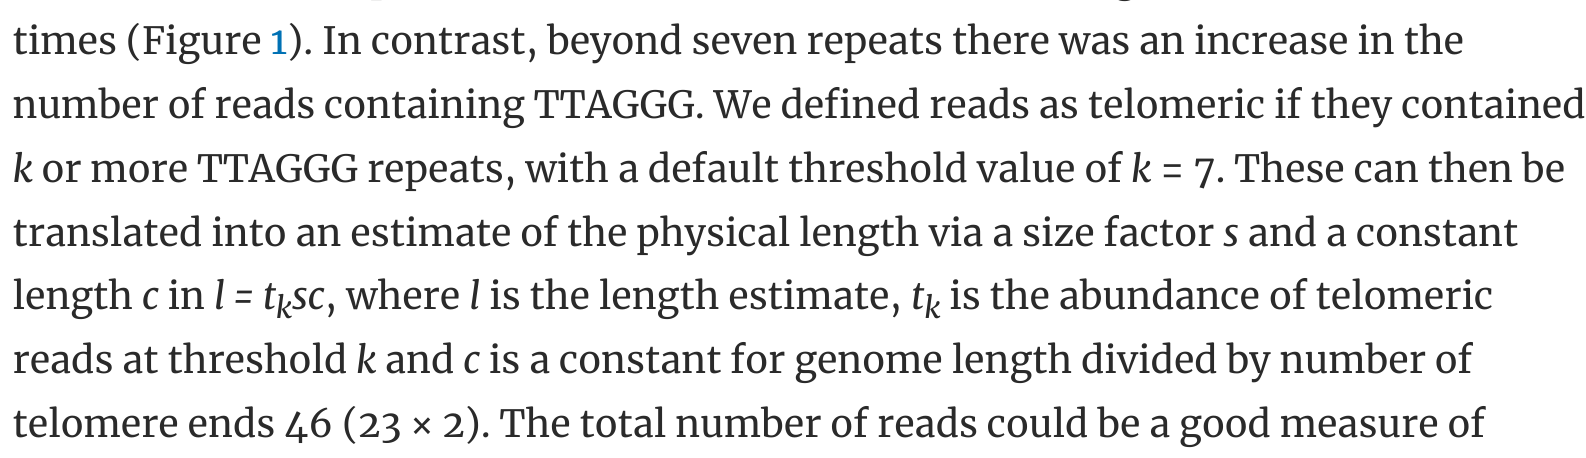 times (Figure 1). In contrast, beyond seven repeats there was an increase in the
number of reads containing TTAGGG. We defined reads as telomeric if they contained
k or more TTAGGG repeats, with a default threshold value of k = 7. These can then be
translated into an estimate of the physical length via a size factor s and a constant
length c in l = tₖsc, where l is the length estimate, tₖ is the abundance of telomeric
reads at threshold k and c is a constant for genome length divided by number of
telomere ends 46 (23 × 2). The total number of reads could be a good measure of